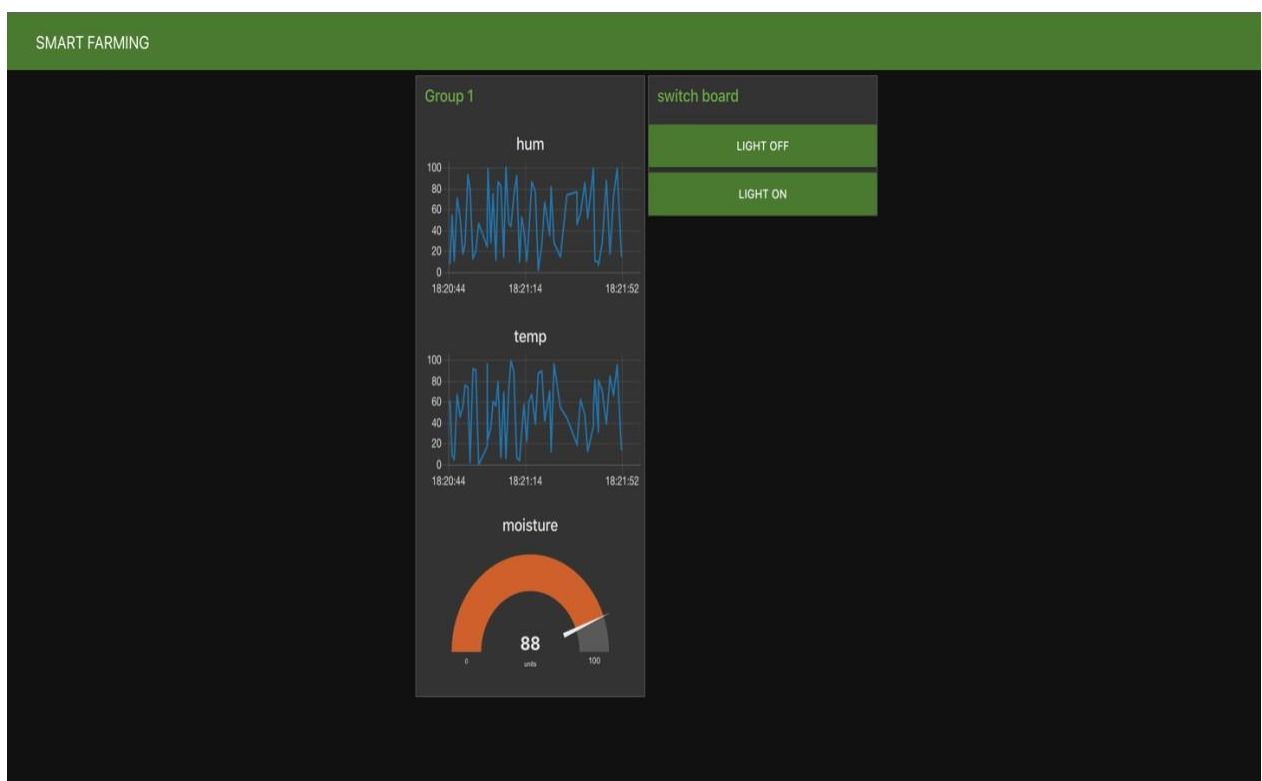 SMART FARMING
Group 1
hum
100
80
60
40
20
0
18:20:44 18:21:14 18:21:52
temp
100
80
60
40
20
0
18:20:44 18:21:14 18:21:52
moisture
88
units
0 100
switch board
LIGHT OFF
LIGHT ON